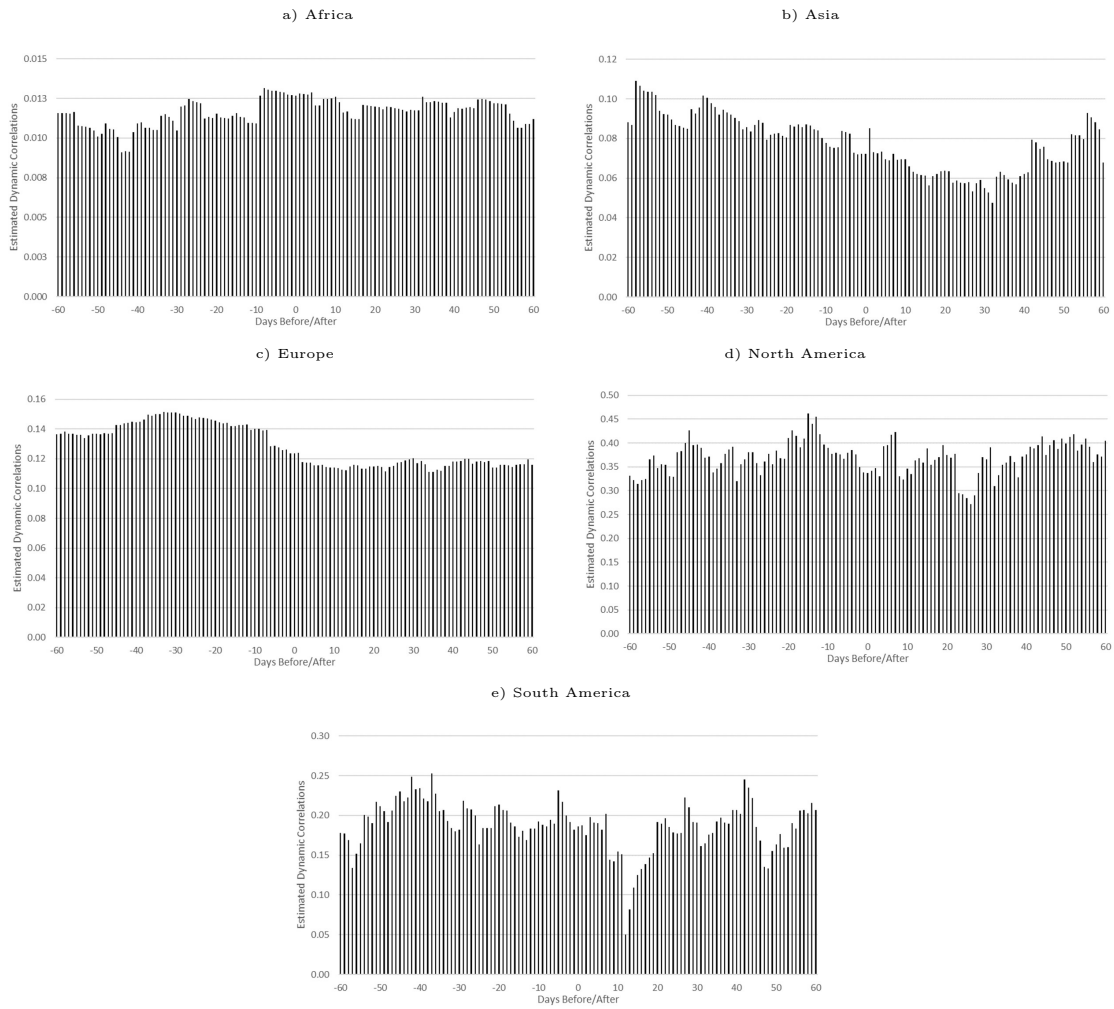 a) Africa
Estimated Dynamic Correlations
0.015
0.013
0.010
0.008
0.005
0.003
0.000
-60 -50 -40 -30 -20 -10 0 10 20 30 40 50 60
Days Before/After
b) Asia
Estimated Dynamic Correlations
0.12
0.10
0.08
0.06
0.04
0.02
0.00
-60 -50 -40 -30 -20 -10 0 10 20 30 40 50 60
Days Before/After
c) Europe
Estimated Dynamic Correlations
0.16
0.14
0.12
0.10
0.08
0.06
0.04
0.02
0.00
-60 -50 -40 -30 -20 -10 0 10 20 30 40 50 60
Days Before/After
d) North America
Estimated Dynamic Correlations
0.50
0.45
0.40
0.35
0.30
0.25
0.20
0.15
0.10
0.05
0.00
-60 -50 -40 -30 -20 -10 0 10 20 30 40 50 60
Days Before/After
e) South America
Estimated Dynamic Correlations
0.30
0.25
0.20
0.15
0.10
0.05
0.00
-60 -50 -40 -30 -20 -10 0 10 20 30 40 50 60
Days Before/After